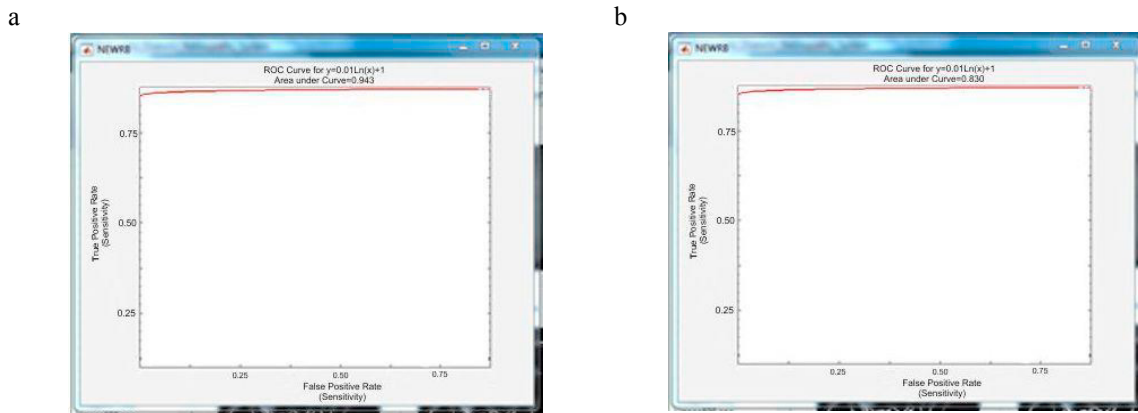 a
NEWRB
ROC Curve for y=0.01Ln(x)+1
Area under Curve=0.943
0.75
0.50
0.25
True Positive Rate
(Sensitivity)
0.25
0.50
0.75
False Positive Rate
(Sensitivity)
b
NEWRB
ROC Curve for y=0.01Ln(x)+1
Area under Curve=0.830
0.75
0.50
0.25
True Positive Rate
(Sensitivity)
0.25
0.50
0.75
False Positive Rate
(Sensitivity)